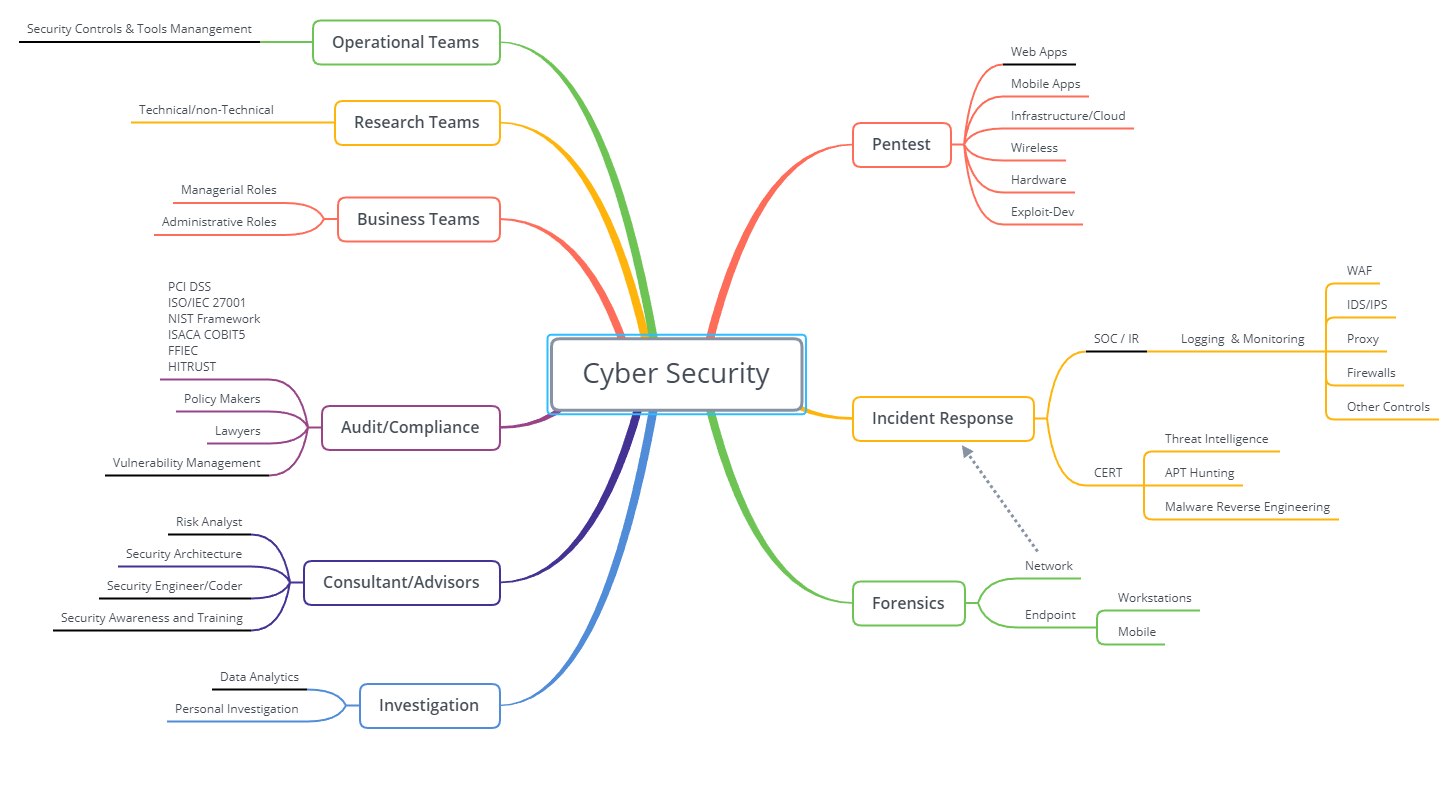 Security Controls & Tools Manangement
Operational Teams
Technical/non-Technical
Research Teams
Managerial Roles
Administrative Roles
Business Teams
PCI DSS
ISO/IEC 27001
NIST Framework
ISACA COBIT5
FFIEC
HITRUST
Policy Makers
Lawyers
Vulnerability Management
Audit/Compliance
Risk Analyst
Security Architecture
Security Engineer/Coder
Security Awareness and Training
Consultant/Advisors
Data Analytics
Personal Investigation
Investigation
Cyber Security
Pentest
Web Apps
Mobile Apps
Infrastructure/Cloud
Wireless
Hardware
Exploit-Dev
Incident Response
SOC / IR
Logging & Monitoring
WAF
IDS/IPS
Proxy
Firewalls
Other Controls
CERT
Threat Intelligence
APT Hunting
Malware Reverse Engineering
Forensics
Network
Endpoint
Workstations
Mobile